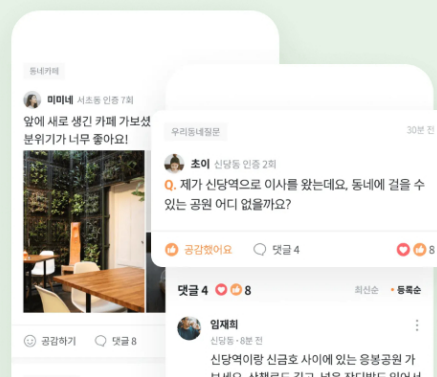 동네카페
미미네 서초동 인증 7회
앞에 새로 생긴 카페 가보셨
분위기가 너무 좋아요!
공감하기 댓글 8
우리동네질문 30분 전
초이 신당동 인증 2회
Q. 제가 신당역으로 이사를 왔는데요, 동네에 걸을 수
있는 공원 어디 없을까요?
공감했어요 댓글 4 8
댓글 4 8 최신순 • 등록순
임재희
신당동 · 8분 전
신당역이랑 신금호 사이에 있는 응봉공원 가